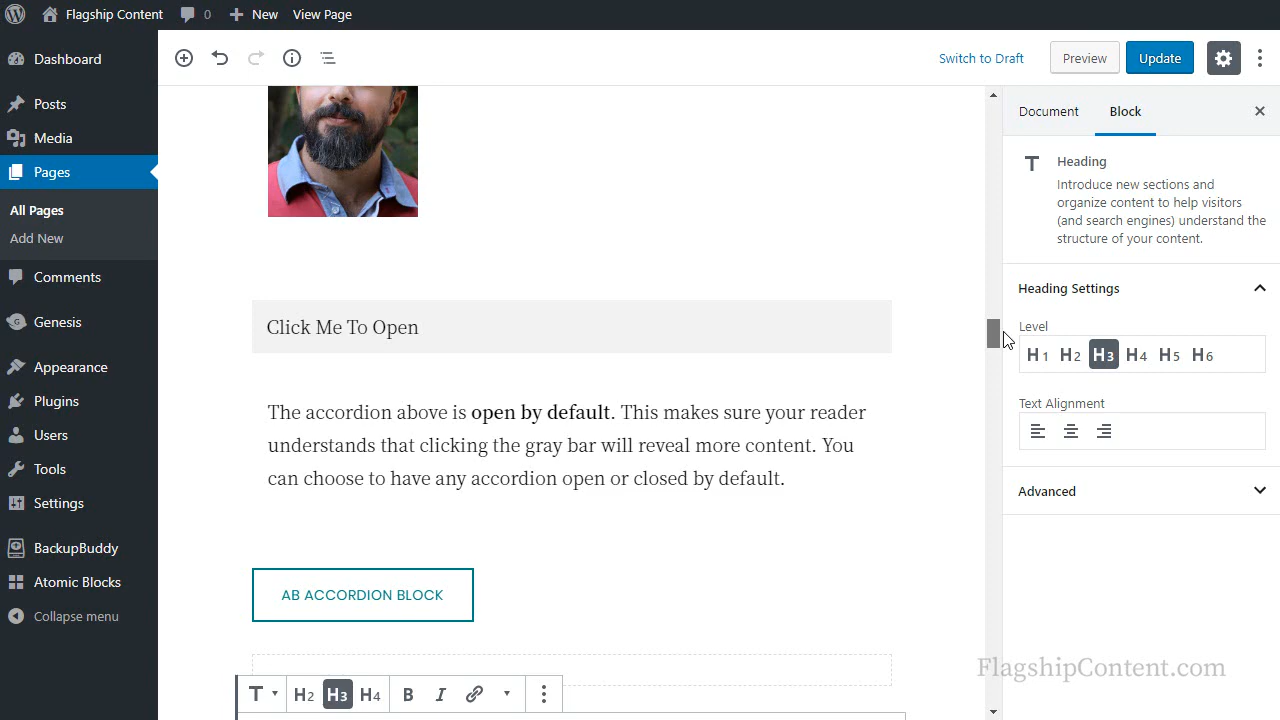 Flagship Content 0 New View Page
Dashboard
Posts
Media
Pages
All Pages
Add New
Comments
Genesis
Appearance
Plugins
Users
Tools
Settings
BackupBuddy
Atomic Blocks
Collapse menu
Switch to Draft Preview Update
Click Me To Open
The accordion above is open by default. This makes sure your reader
understands that clicking the gray bar will reveal more content. You
can choose to have any accordion open or closed by default.
AB ACCORDION BLOCK
T H2 H3 H4 B I
Document Block
T Heading
Introduce new sections and
organize content to help visitors
(and search engines) understand the
structure of your content.
Heading Settings
Level
H1 H2 H3 H4 H5 H6
Text Alignment
Advanced
FlagshipContent.com